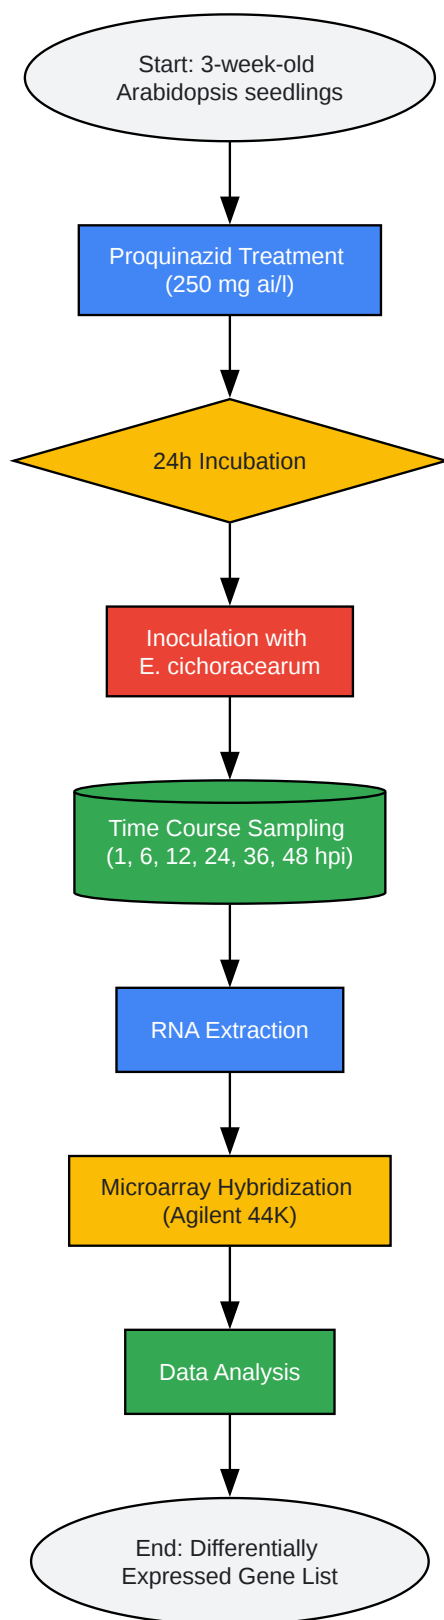 Start: 3-week-old
Arabidopsis seedlings
Proquinazid Treatment
(250 mg ai/l)
24h Incubation
Inoculation with
E. cichoracearum
Time Course Sampling
(1, 6, 12, 24, 36, 48 hpi)
RNA Extraction
Microarray Hybridization
(Agilent 44K)
Data Analysis
End: Differentially
Expressed Gene List